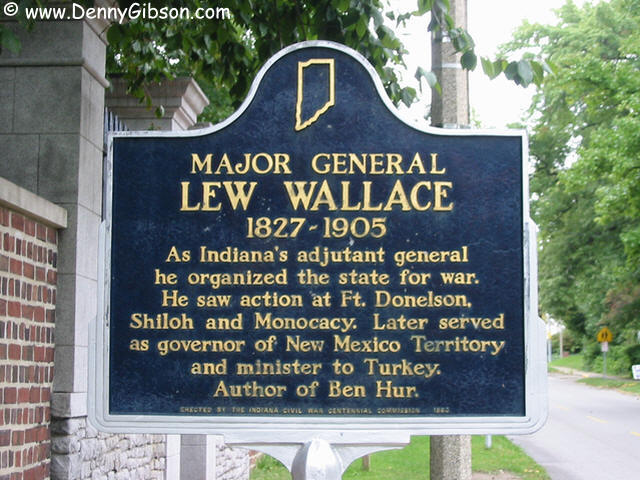 © www.DennyGibson.com
MAJOR GENERAL
LEW WALLACE
1827-1905
As Indiana's adjutant general
he organized the state for war.
He saw action at Ft. Donelson,
Shiloh and Monocacy. Later served
as governor of New Mexico Territory
and minister to Turkey.
Author of Ben Hur.
ERECTED BY THE INDIANA CIVIL WAR CENTENNIAL COMMISSION 1963